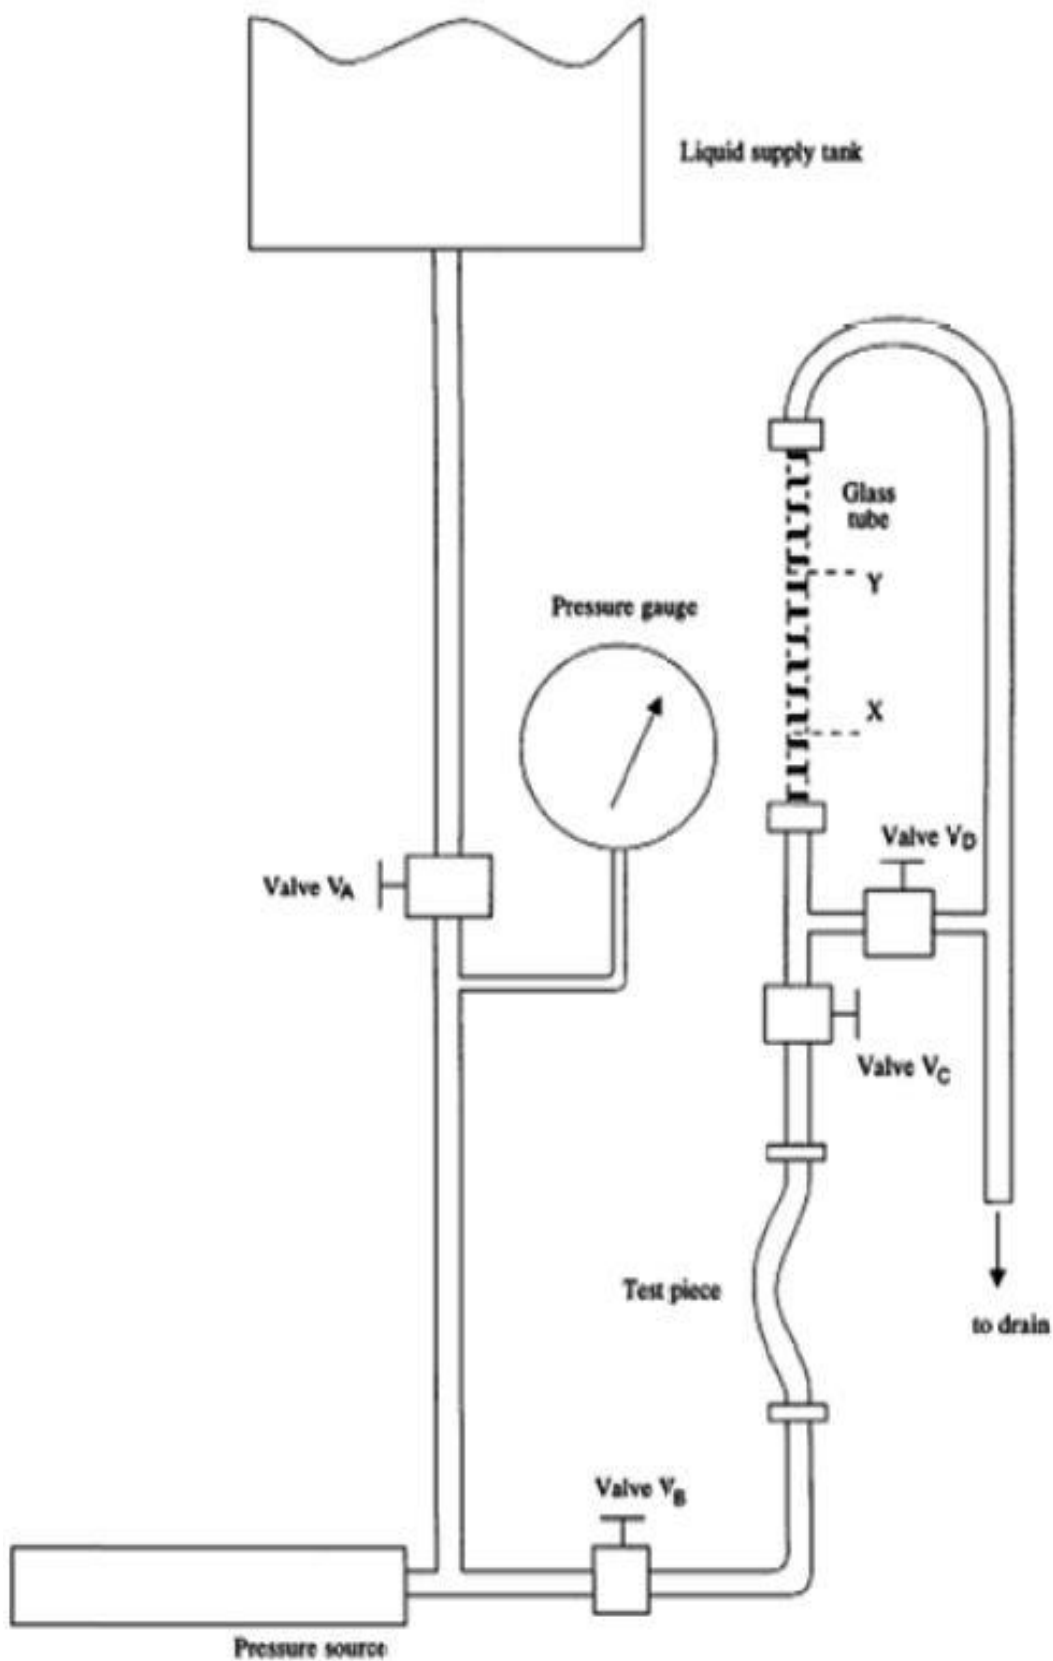 Liquid supply tank
Glass
tube
Y
Pressure gauge
X
Valve VD
Valve VA
Valve VC
Test piece
to drain
Valve VB
Pressure source